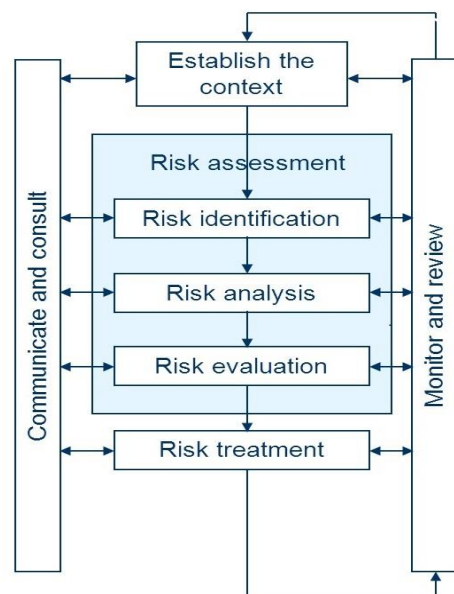 Establish the
context
Risk assessment
Risk identification
Risk analysis
Risk evaluation
Risk treatment
Communicate and consult
Monitor and review